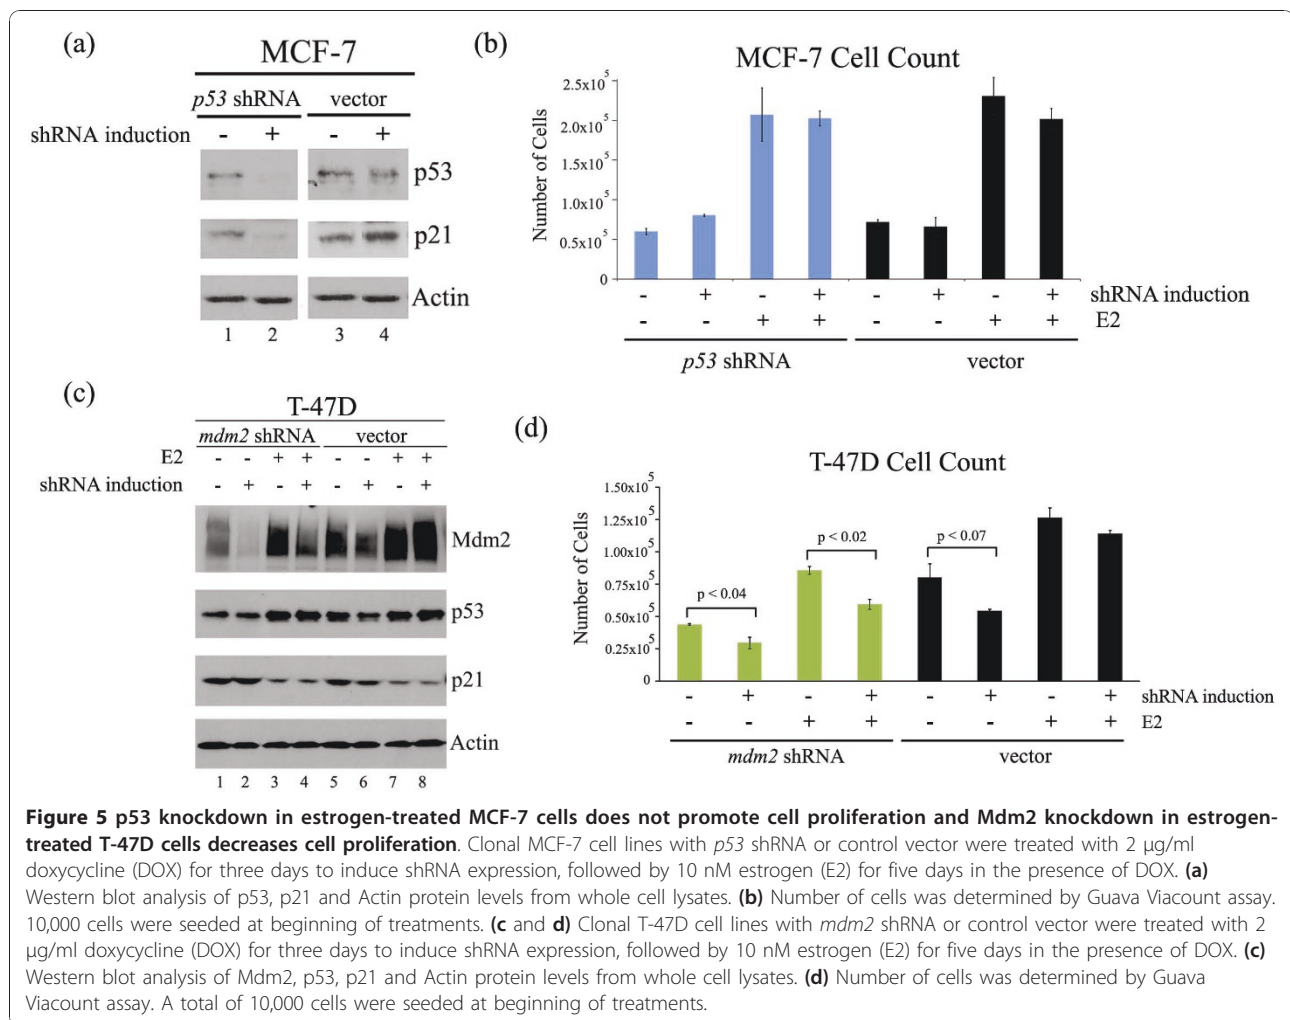 (a)
MCF-7
p53 shRNA vector
shRNA induction - + - +
p53
p21
Actin
1 2 3 4
(b)
MCF-7 Cell Count
Number of Cells
2.5x10^5
2.0x10^5
1.5x10^5
1.0x10^5
0.5x10^5
0
- + - + - + - + shRNA induction
- - + + - - + + E2
p53 shRNA vector
(c)
T-47D
mdm2 shRNA vector
E2 - - + + - - + +
shRNA induction - + - + - + - +
Mdm2
p53
p21
Actin
1 2 3 4 5 6 7 8
(d)
T-47D Cell Count
Number of Cells
1.50x10^5
1.25x10^5
1.00x10^5
0.75x10^5
0.50x10^5
0.25x10^5
0
p < 0.04
p < 0.02
p < 0.07
- + - + - + - + shRNA induction
- - + + - - + + E2
mdm2 shRNA vector
Figure 5 p53 knockdown in estrogen-treated MCF-7 cells does not promote cell proliferation and Mdm2 knockdown in estrogen-
treated T-47D cells decreases cell proliferation. Clonal MCF-7 cell lines with p53 shRNA or control vector were treated with 2 μg/ml
doxycycline (DOX) for three days to induce shRNA expression, followed by 10 nM estrogen (E2) for five days in the presence of DOX. (a)
Western blot analysis of p53, p21 and Actin protein levels from whole cell lysates. (b) Number of cells was determined by Guava Viacount assay.
10,000 cells were seeded at beginning of treatments. (c and d) Clonal T-47D cell lines with mdm2 shRNA or control vector were treated with 2
μg/ml doxycycline (DOX) for three days to induce shRNA expression, followed by 10 nM estrogen (E2) for five days in the presence of DOX. (c)
Western blot analysis of Mdm2, p53, p21 and Actin protein levels from whole cell lysates. (d) Number of cells was determined by Guava
Viacount assay. A total of 10,000 cells were seeded at beginning of treatments.